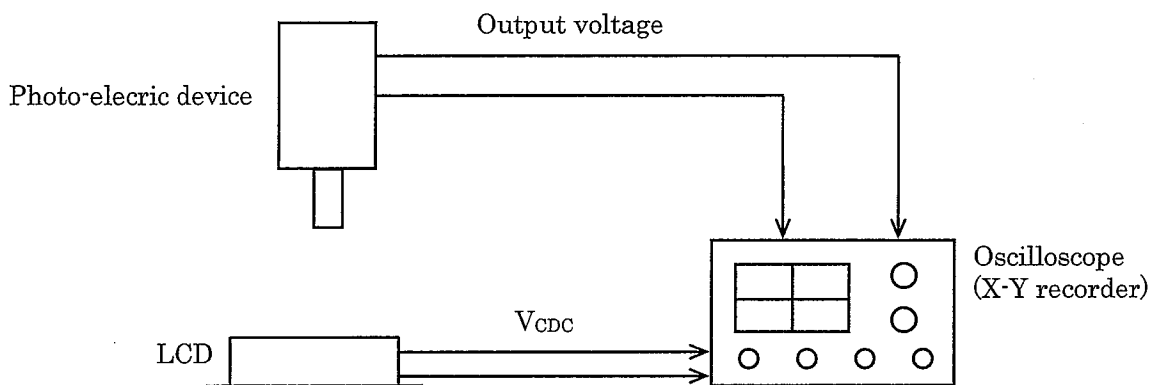 Output voltage
Photo-elecric device
Oscilloscope
(X-Y recorder)
VCDC
LCD